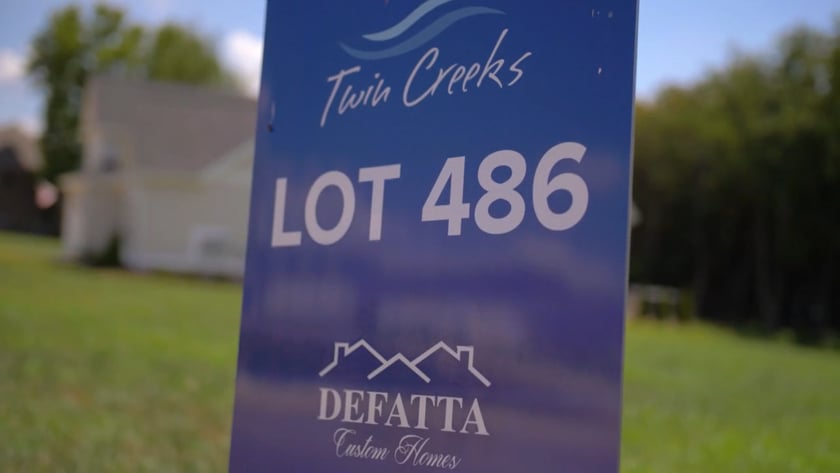 Twin Creeks
LOT 486
DEFATTA
Custom Homes